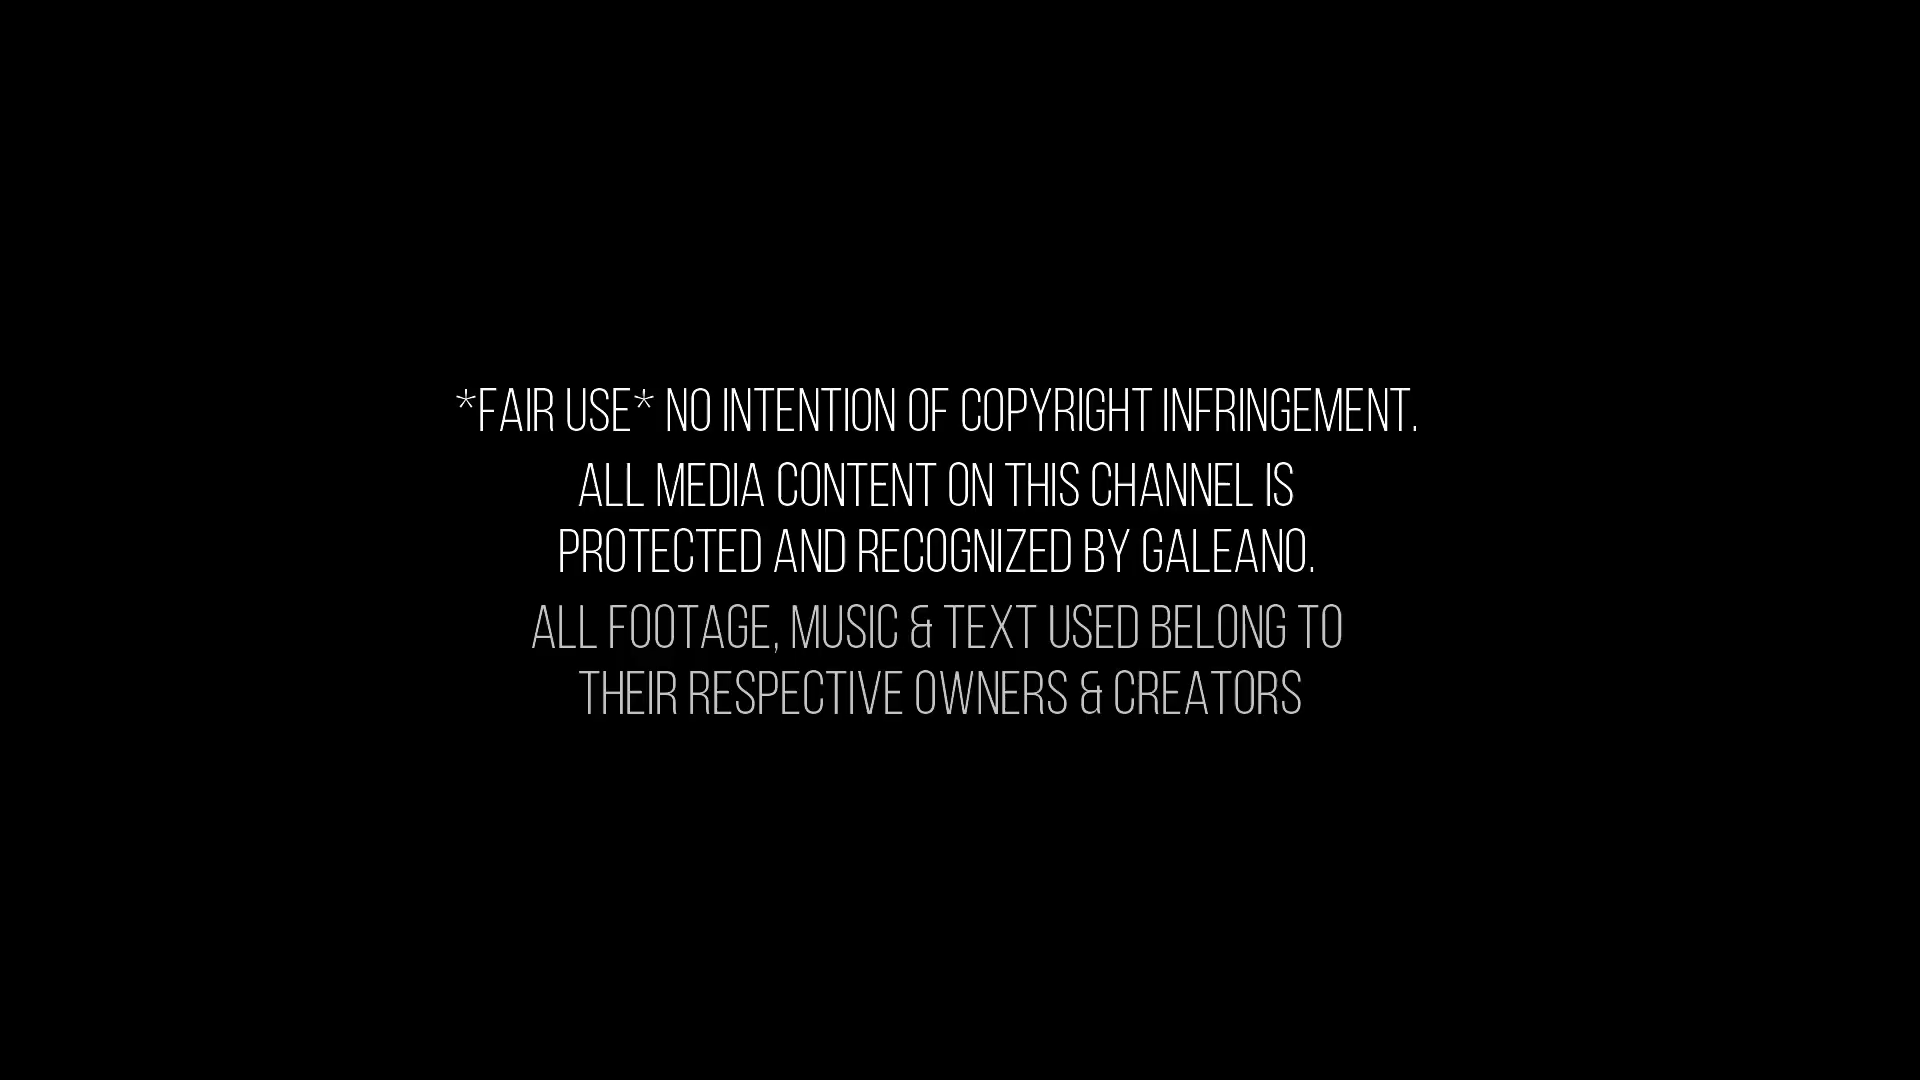 *FAIR USE* NO INTENTION OF COPYRIGHT INFRINGEMENT.
ALL MEDIA CONTENT ON THIS CHANNEL IS
PROTECTED AND RECOGNIZED BY GALEANO.
ALL FOOTAGE, MUSIC & TEXT USED BELONG TO
THEIR RESPECTIVE OWNERS & CREATORS